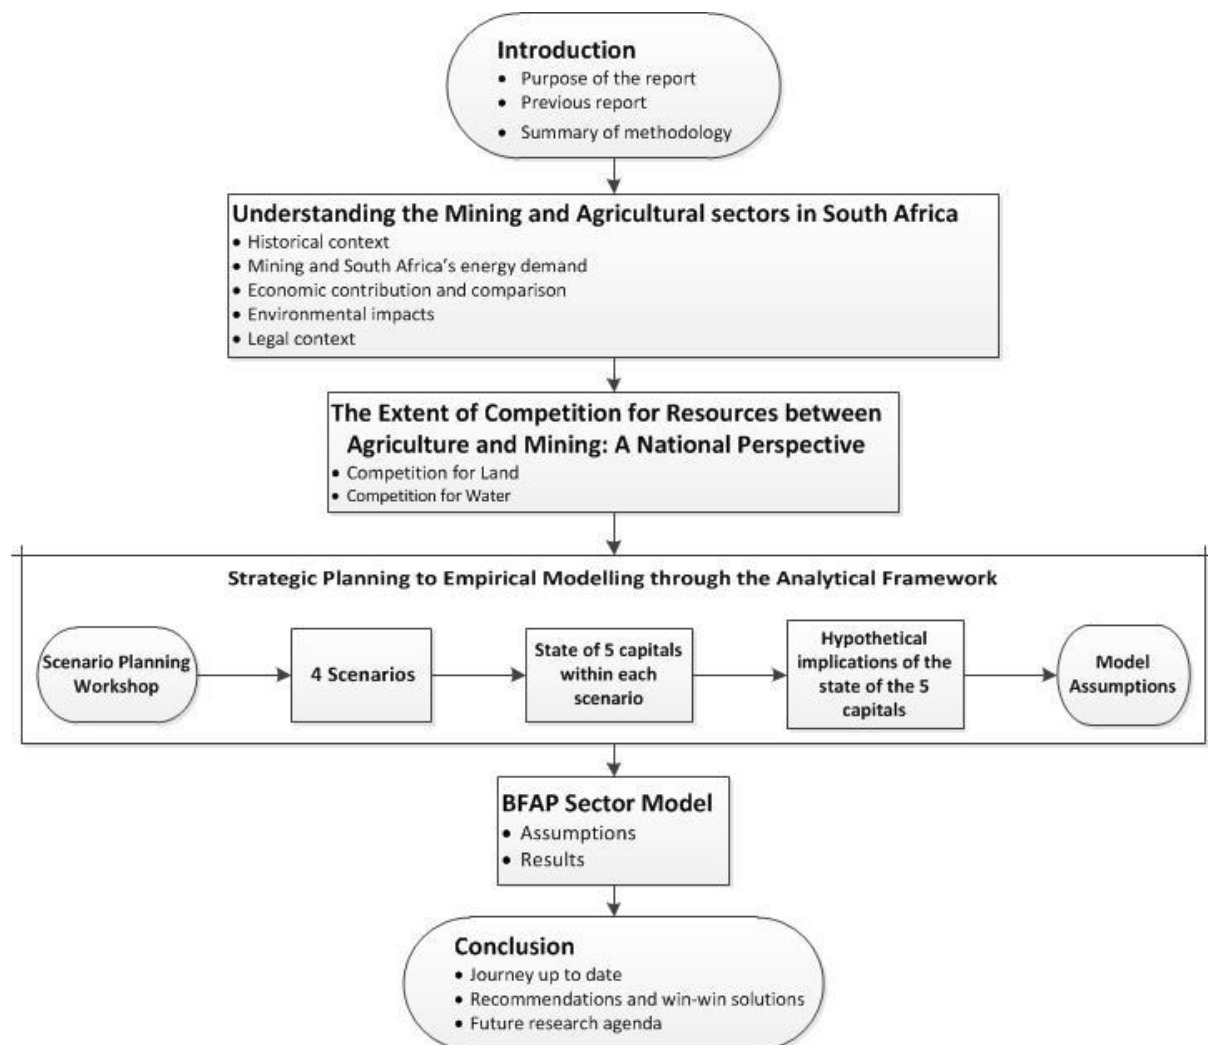 Introduction
• Purpose of the report
• Previous report
• Summary of methodology
Understanding the Mining and Agricultural sectors in South Africa
• Historical context
• Mining and South Africa's energy demand
• Economic contribution and comparison
• Environmental impacts
• Legal context
The Extent of Competition for Resources between
Agriculture and Mining: A National Perspective
• Competition for Land
• Competition for Water
Strategic Planning to Empirical Modelling through the Analytical Framework
Scenario Planning
Workshop
4 Scenarios
State of 5 capitals
within each
scenario
Hypothetical
implications of the
state of the 5
capitals
Model
Assumptions
BFAP Sector Model
• Assumptions
• Results
Conclusion
• Journey up to date
• Recommendations and win-win solutions
• Future research agenda